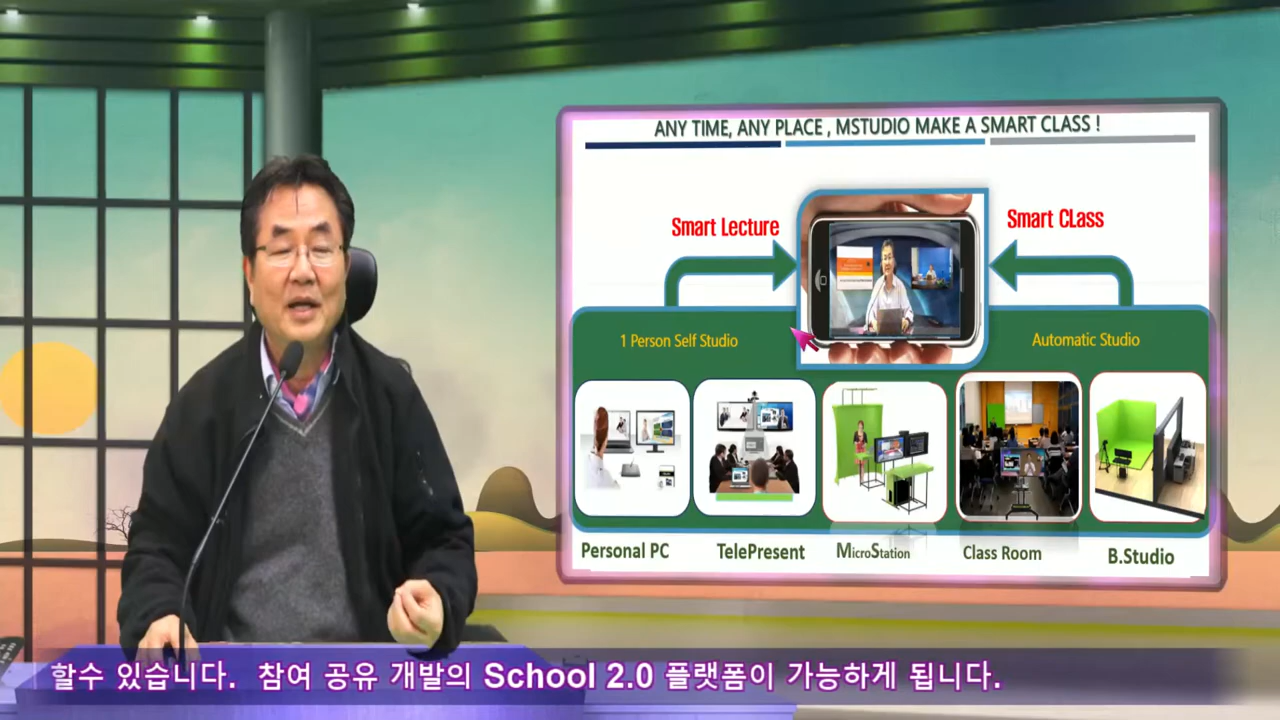 ANY TIME, ANY PLACE , MSTUDIO MAKE A SMART CLASS !
Smart Lecture
Smart CLass
1 Person Self Studio
Automatic Studio
Personal PC
TelePresent
MicroStation
Class Room
B.Studio
할수 있습니다. 참여 공유 개발의 School 2.0 플랫폼이 가능하게 됩니다.